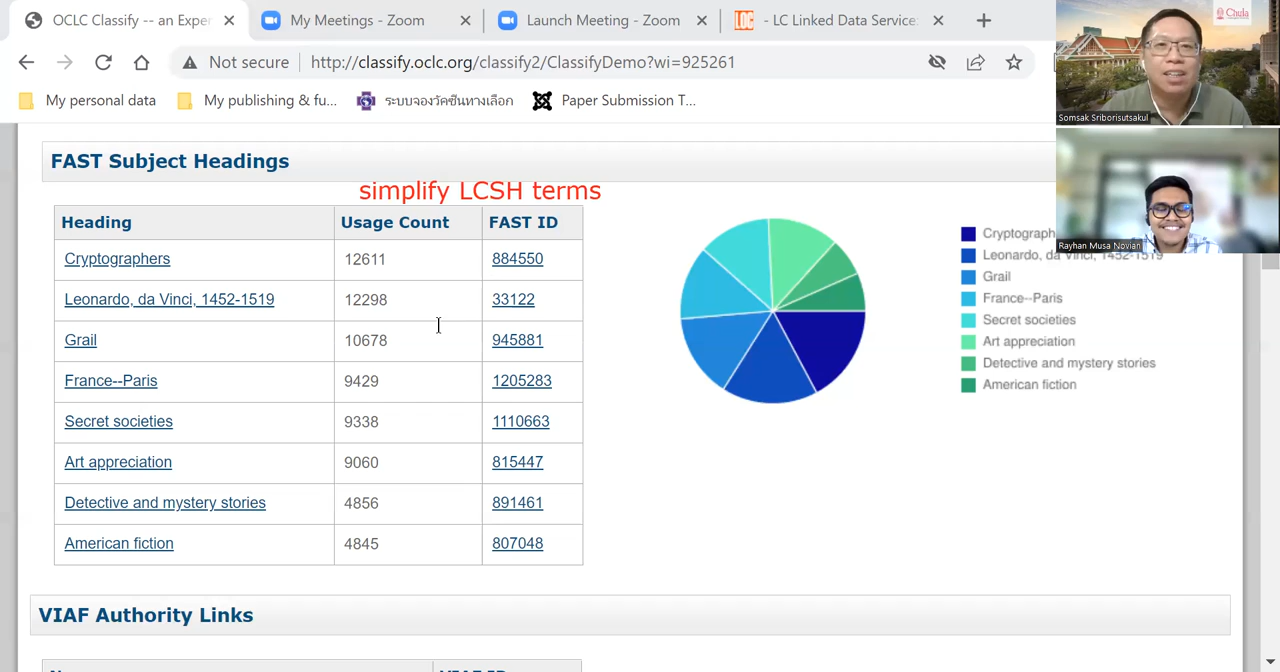 OCLC Classify -- an Exper
My Meetings - Zoom
Launch Meeting - Zoom
LOC - LC Linked Data Service:
Not secure http://classify.oclc.org/classify2/ClassifyDemo?wi=925261
My personal data
My publishing & fu...
ระบบจองวัคซีนทางเลือก
Paper Submission T...
Chula
Somsak Sriborisutsakul
Rayhan Musa Novian
FAST Subject Headings
simplify LCSH terms
Heading Usage Count FAST ID
Cryptographers 12611 884550
Leonardo, da Vinci, 1452-1519 12298 33122
Grail 10678 945881
France--Paris 9429 1205283
Secret societies 9338 1110663
Art appreciation 9060 815447
Detective and mystery stories 4856 891461
American fiction 4845 807048
Cryptograph
Leonardo, da Vinci, 1452-1519
Grail
France--Paris
Secret societies
Art appreciation
Detective and mystery stories
American fiction
VIAF Authority Links